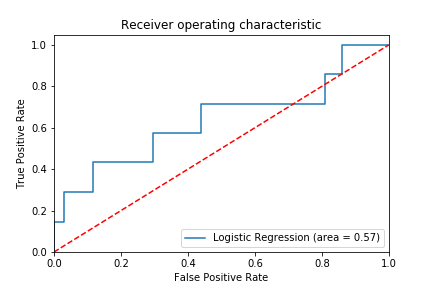 Receiver operating characteristic
True Positive Rate
1.0
0.8
0.6
0.4
0.2
0.0
Logistic Regression (area = 0.57)
0.0 0.2 0.4 0.6 0.8 1.0
False Positive Rate